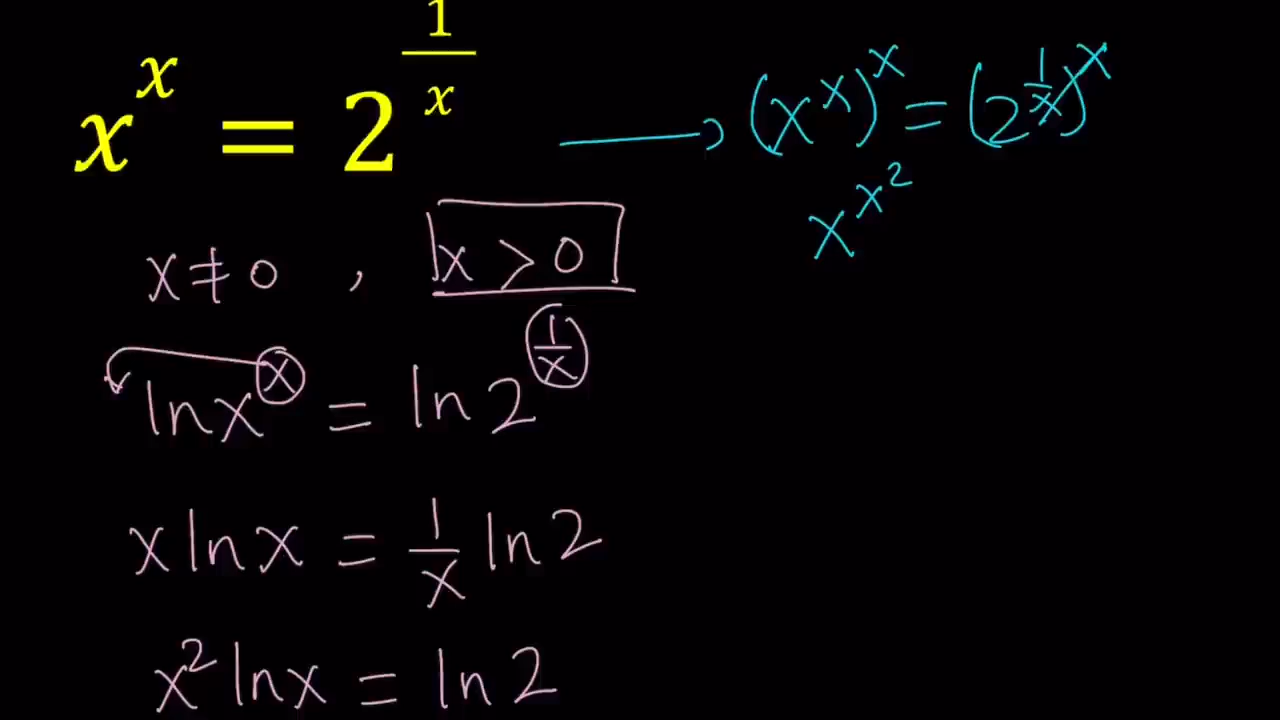 x^x = 2^(1/x) → (x^x)^x = (2^(1/x))^x
x^(x^2)
x ≠ 0 , x > 0
ln x^x = ln 2^(1/x)
x ln x = 1/x ln 2
x^2 ln x = ln 2